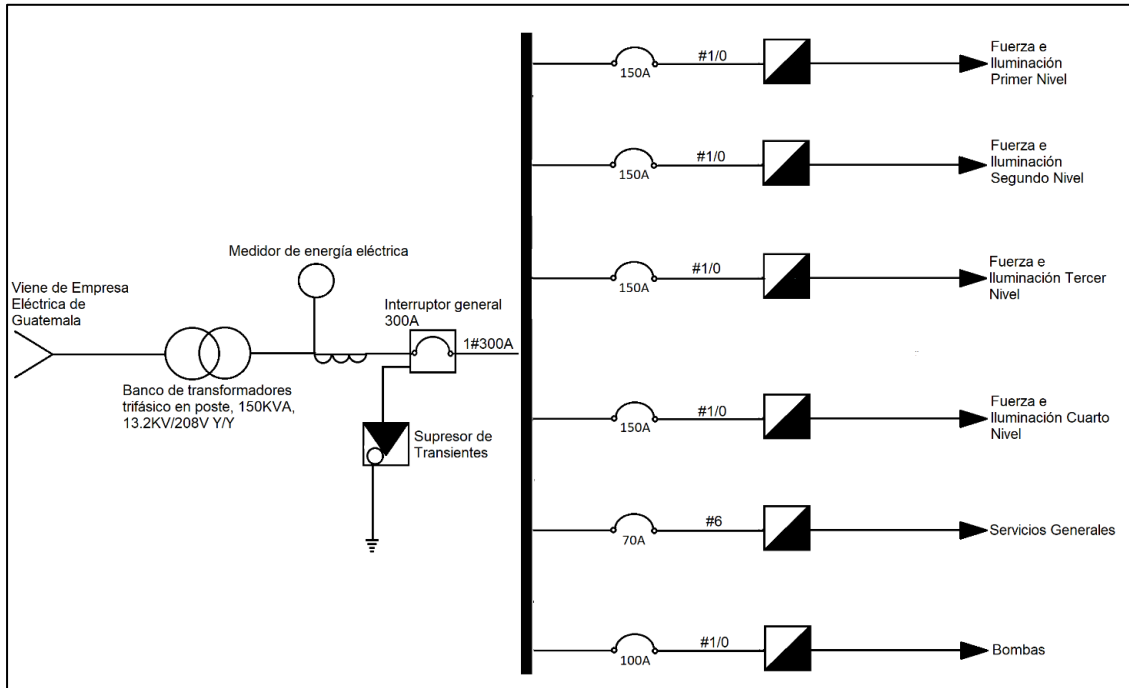 Viene de Empresa
Eléctrica de
Guatemala
Banco de transformadores
trifásico en poste, 150KVA,
13.2KV/208V Y/Y
Medidor de energía eléctrica
Interruptor general
300A
1#300A
Supresor de
Transientes
150A
#1/0
Fuerza e
Iluminación
Primer Nivel
150A
#1/0
Fuerza e
Iluminación
Segundo Nivel
150A
#1/0
Fuerza e
Iluminación Tercer
Nivel
150A
#1/0
Fuerza e
Iluminación Cuarto
Nivel
70A
#6
Servicios Generales
100A
#1/0
Bombas